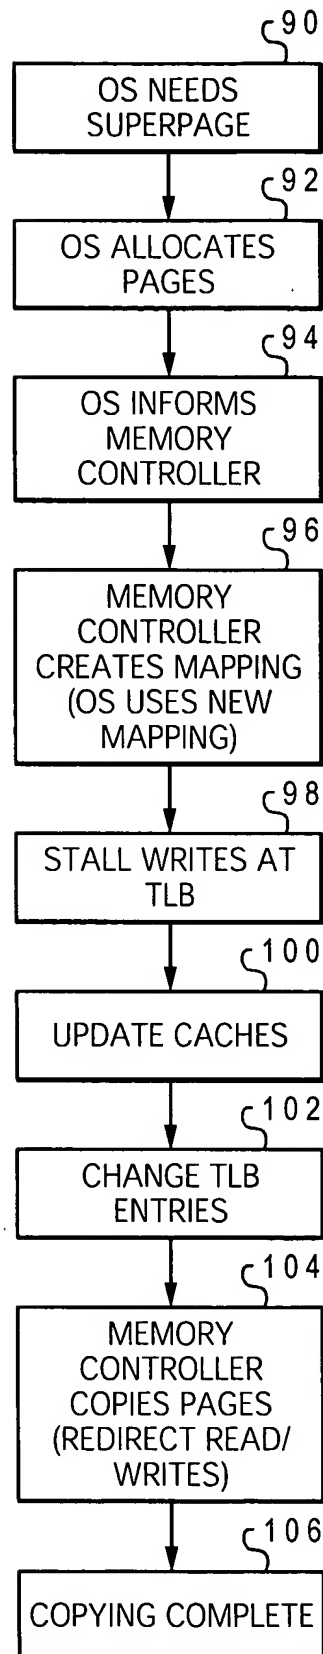 90
OS NEEDS
SUPERPAGE
92
OS ALLOCATES
PAGES
94
OS INFORMS
MEMORY
CONTROLLER
96
MEMORY
CONTROLLER
CREATES MAPPING
(OS USES NEW
MAPPING)
98
STALL WRITES AT
TLB
100
UPDATE CACHES
102
CHANGE TLB
ENTRIES
104
MEMORY
CONTROLLER
COPIES PAGES
(REDIRECT READ/
WRITES)
106
COPYING COMPLETE